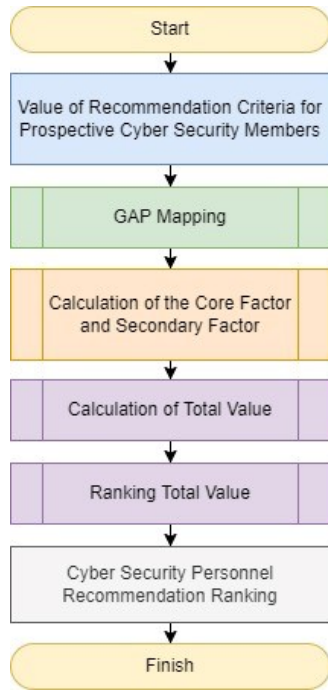 Start
Value of Recommendation Criteria for
Prospective Cyber Security Members
GAP Mapping
Calculation of the Core Factor
and Secondary Factor
Calculation of Total Value
Ranking Total Value
Cyber Security Personnel
Recommendation Ranking
Finish